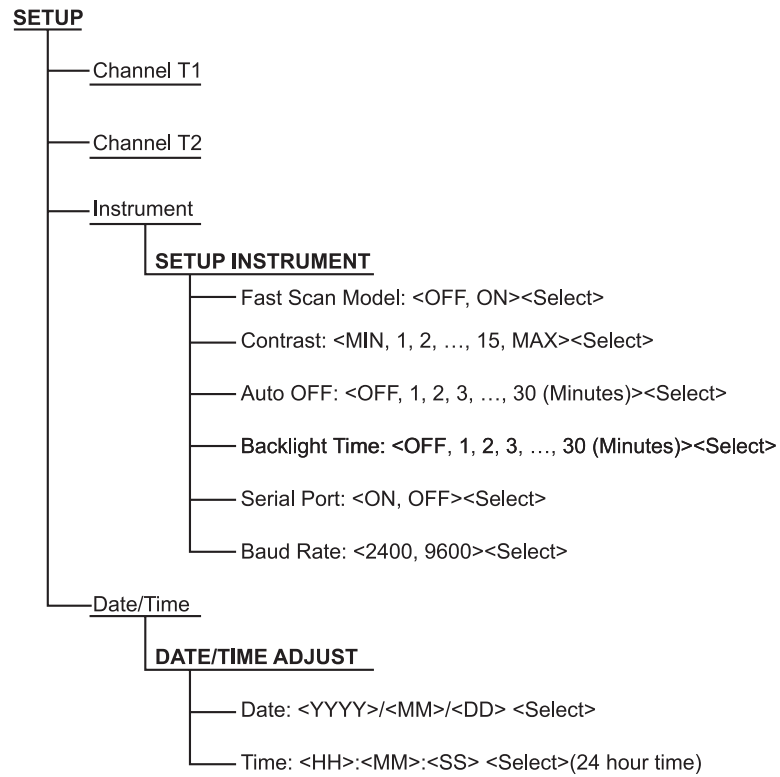 SETUP
Channel T1
Channel T2
Instrument
SETUP INSTRUMENT
Fast Scan Model: <OFF, ON><Select>
Contrast: <MIN, 1, 2, …, 15, MAX><Select>
Auto OFF: <OFF, 1, 2, 3, …, 30 (Minutes)><Select>
Backlight Time: <OFF, 1, 2, 3, …, 30 (Minutes)><Select>
Serial Port: <ON, OFF><Select>
Baud Rate: <2400, 9600><Select>
Date/Time
DATE/TIME ADJUST
Date: <YYYY>/<MM>/<DD> <Select>
Time: <HH>:<MM>:<SS> <Select>(24 hour time)